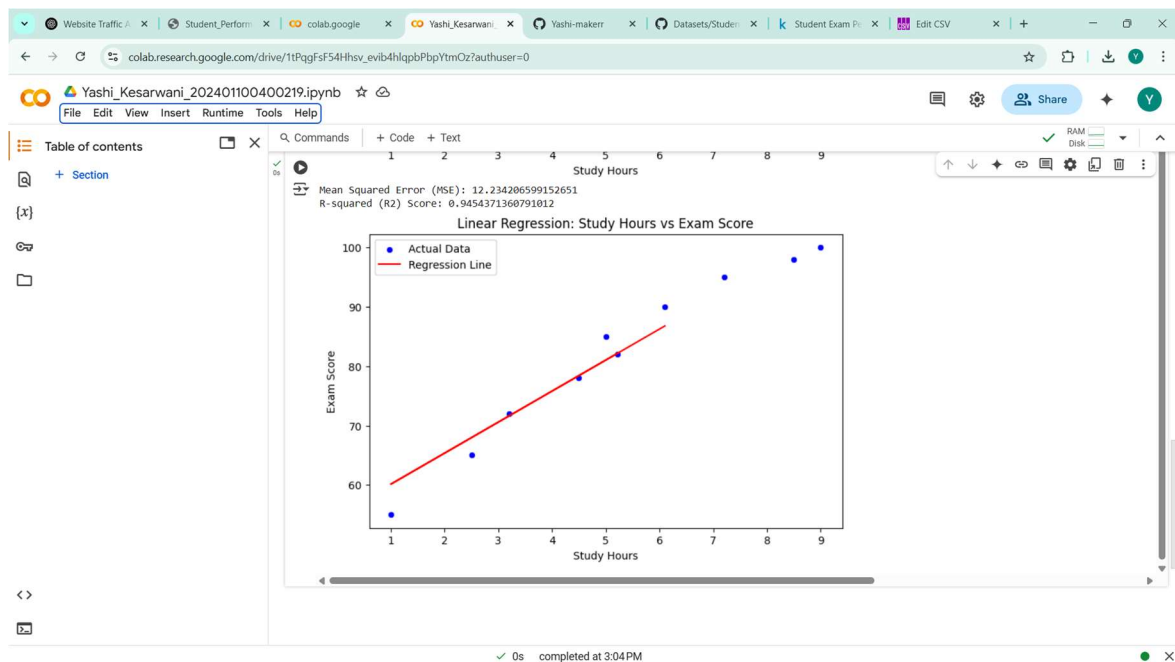 Website Traffic A
Student_Perform
colab.google
Yashi_Kesarwani_
Yashi-makerr
Datasets/Studen
Student Exam Pe
Edit CSV
colab.research.google.com/drive/1tPqgFsF54Hhsv_evib4hlqpbPbpYtmOz?authuser=0
Y
CO
Yashi_Kesarwani_202401100400219.ipynb
File Edit View Insert Runtime Tools Help
Share
Y
Table of contents
+ Section
{x}
Commands + Code + Text
RAM
Disk
1 2 3 4 5 6 7 8 9
Study Hours
0s
Mean Squared Error (MSE): 12.234206599152651
R-squared (R2) Score: 0.9454371360791012
Linear Regression: Study Hours vs Exam Score
Actual Data
Regression Line
100
90
80
70
60
Exam Score
1 2 3 4 5 6 7 8 9
Study Hours
0s completed at 3:04 PM